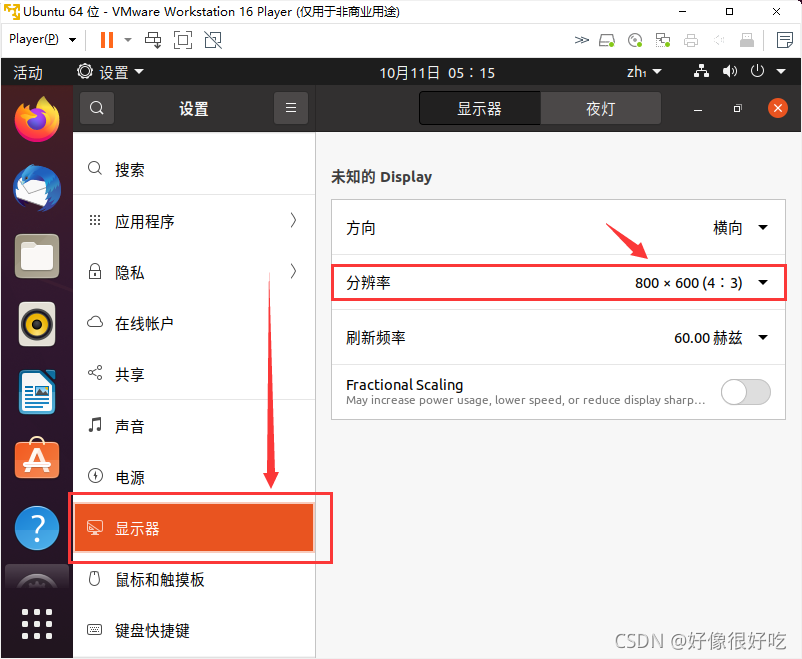 Ubuntu 64 位 - VMware Workstation 16 Player (仅用于非商业用途)
Player(P)
活动
设置
10月11日 05：15
zh₁
设置
显示器
夜灯
搜索
应用程序
隐私
在线帐户
共享
声音
电源
显示器
鼠标和触摸板
键盘快捷键
未知的 Display
方向
横向
分辨率
800 × 600 (4：3)
刷新频率
60.00 赫兹
Fractional Scaling
May increase power usage, lower speed, or reduce display sharp…
CSDN @好像很好吃